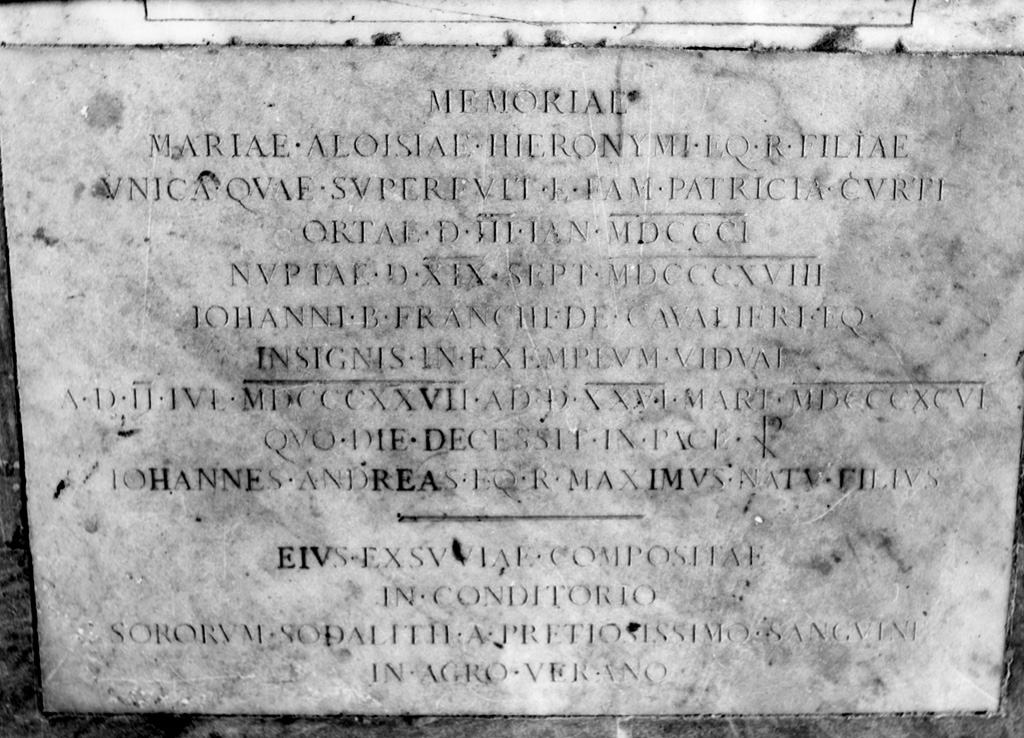 MEMORIAE
MARIAE·ALOISIAE·HIERONYMI·EQ·R·FILIAE
VNICA·QVAE·SVPERFVIT·E·FAM·PATRICIA·CVRTI
ORTAE·D·III·IAN·MDCCCI
NVPTAE·D·XIX·SEPT·MDCCCXVIII
IOHANNI·B·FRANCHI·DE·CAVALIERI·EQ·
INSIGNIS·IN·EXEMPLVM·VIDVAE
A·D·II·IVL·MDCCCXXVII·AD·D·XXVI·MART·MDCCCXCVI
QVO·DIE·DECESSIT·IN·PACE·☧
IOHANNES·ANDREAS·EQ·R·MAXIMVS·NATV·FILIVS
EIVS·EXSVVIAE·COMPOSITAE
IN·CONDITORIO
SORORVM·SODALITII·A·PRETIOSISSIMO·SANGVINE
IN·AGRO·VERANO